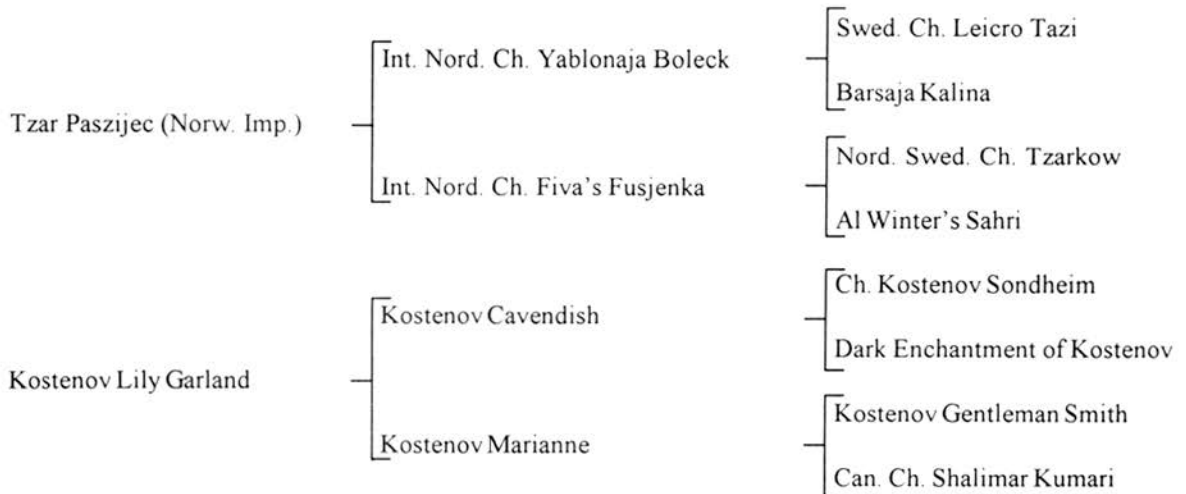 Swed. Ch. Leicro Tazi
Int. Nord. Ch. Yablonaja Boleck
Barsaja Kalina
Tzar Paszijec (Norw. Imp.)
Nord. Swed. Ch. Tzarkow
Int. Nord. Ch. Fiva's Fusjenka
Al Winter's Sahri
Ch. Kostenov Sondheim
Kostenov Cavendish
Dark Enchantment of Kostenov
Kostenov Lily Garland
Kostenov Gentleman Smith
Kostenov Marianne
Can. Ch. Shalimar Kumari